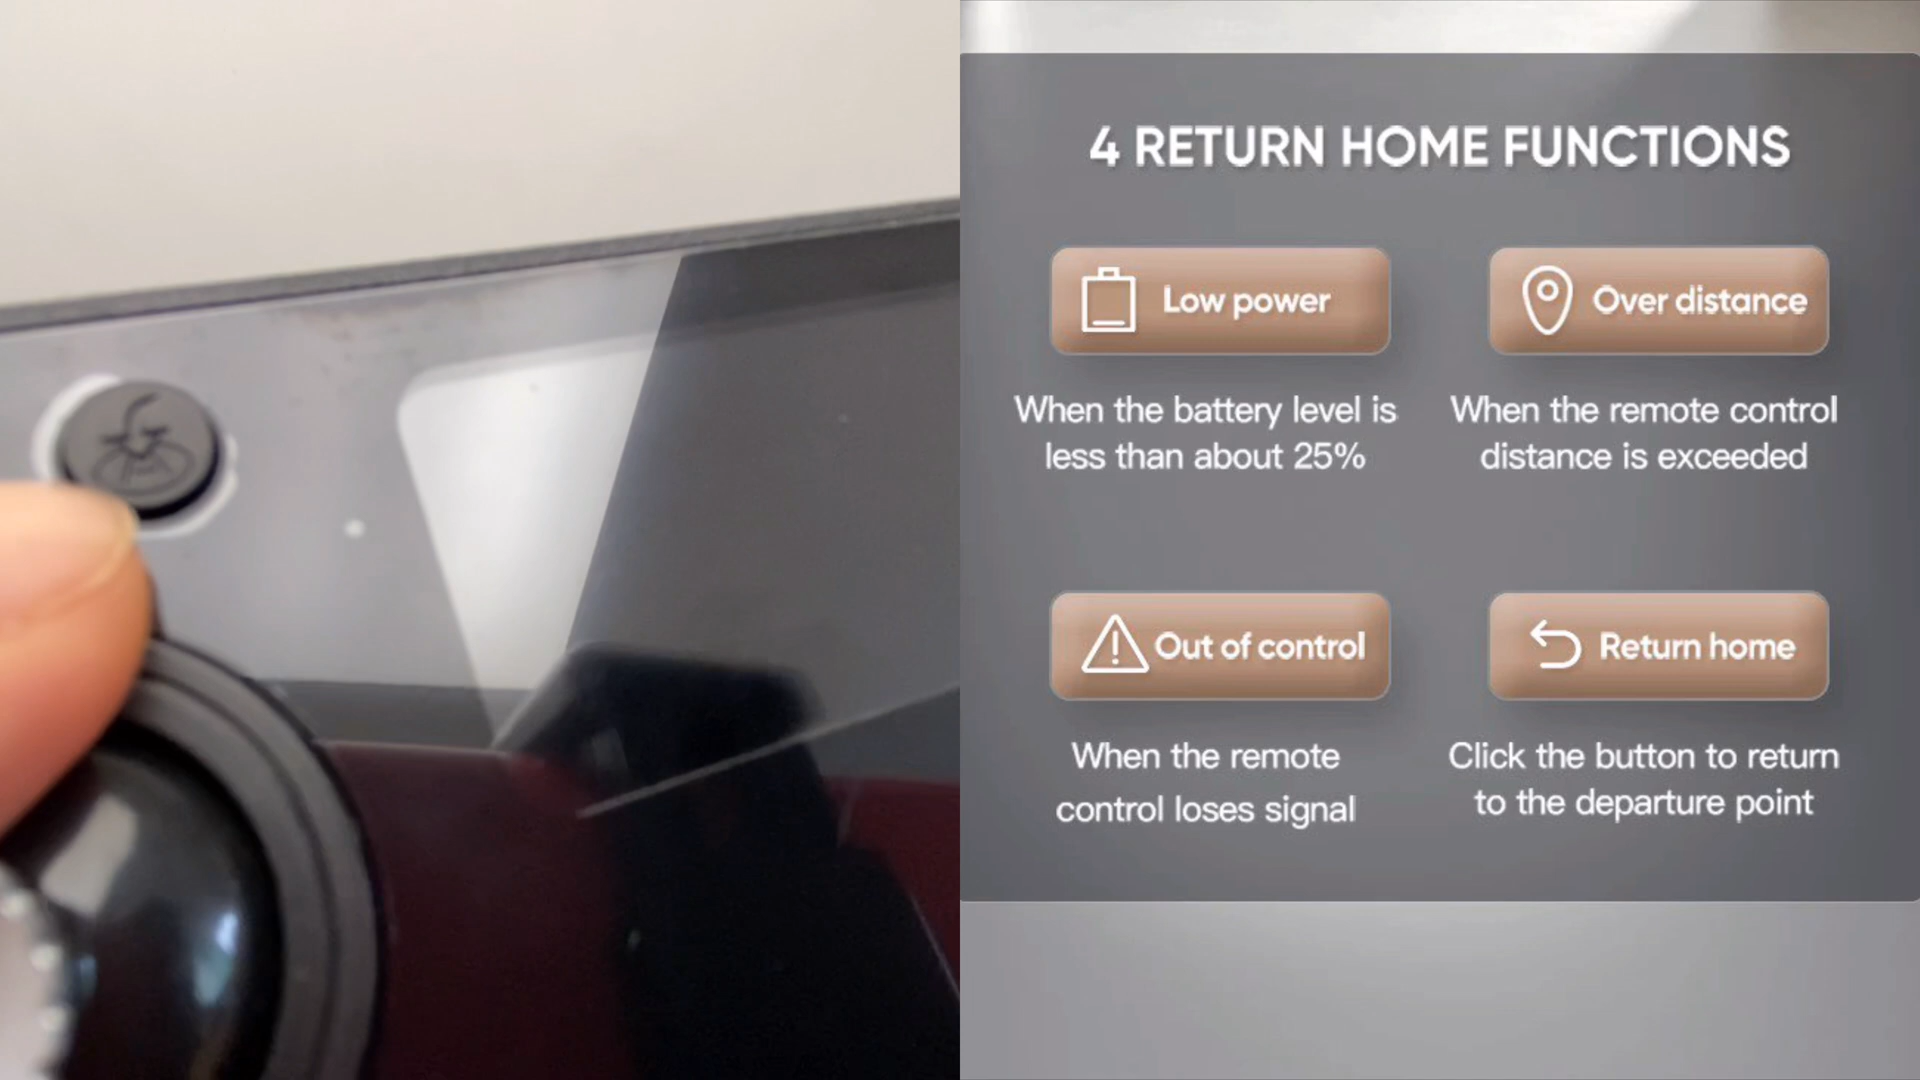 4 RETURN HOME FUNCTIONS
Low power
Over distance
When the battery level is
less than about 25%
When the remote control
distance is exceeded
Out of control
Return home
When the remote
control loses signal
Click the button to return
to the departure point